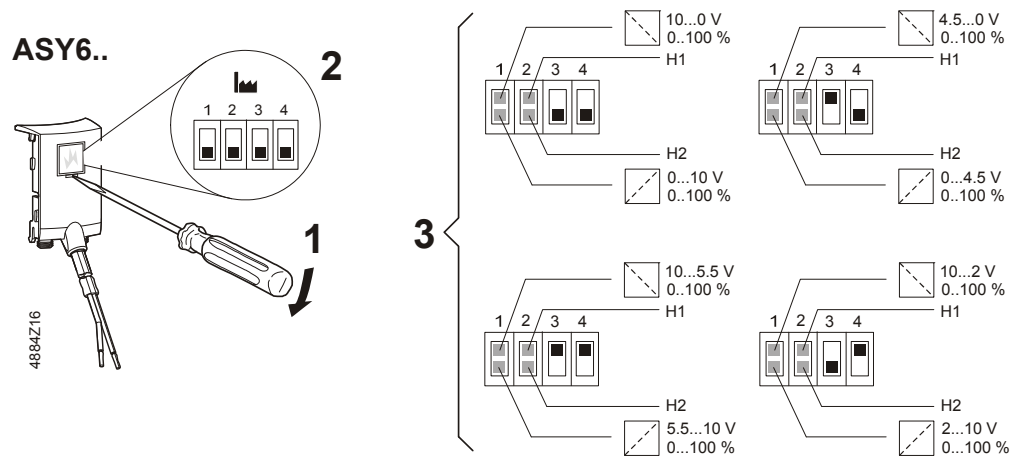 ASY6..
2
1 2 3 4
1
4884Z16
3
10...0 V
0..100 %
H1
1 2 3 4
H2
0...10 V
0..100 %
4.5...0 V
0..100 %
H1
1 2 3 4
H2
0...4.5 V
0..100 %
10...5.5 V
0..100 %
H1
1 2 3 4
H2
5.5...10 V
0...100 %
10...2 V
0..100 %
H1
1 2 3 4
H2
2...10 V
0...100 %